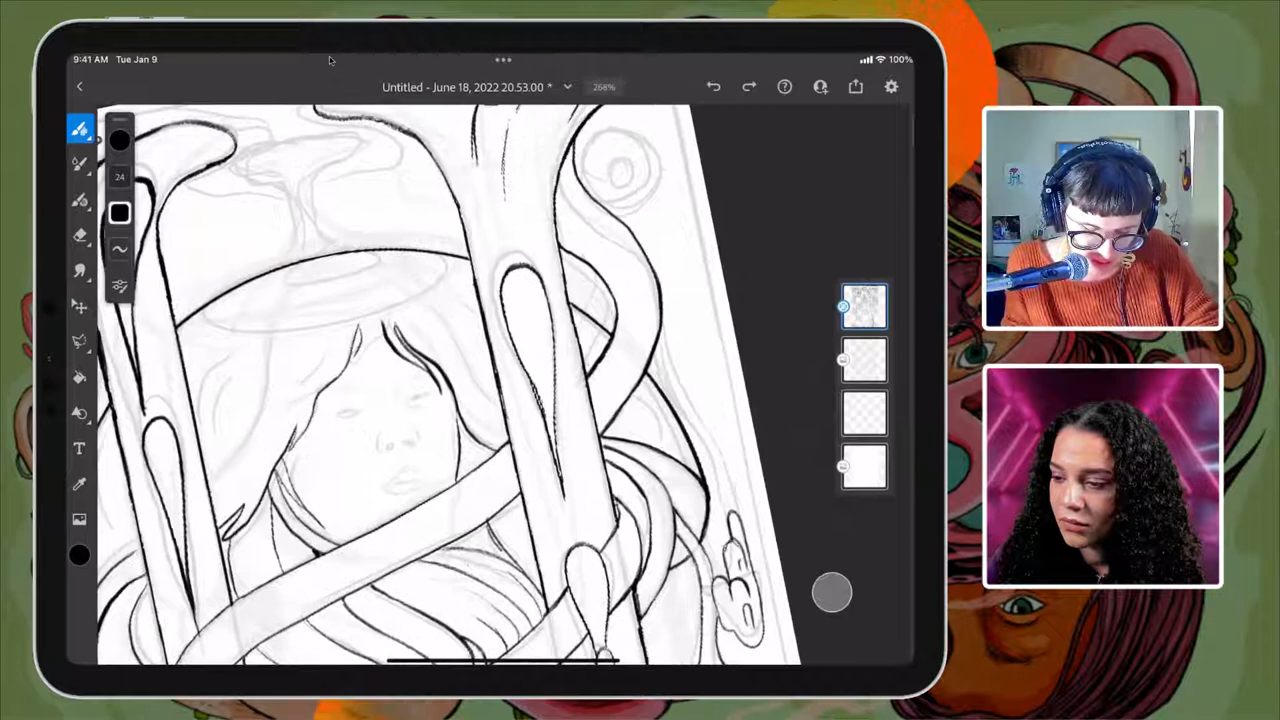 9:41 AM Tue Jan 9
100%
Untitled - June 18, 2022 20.53.00 *
268%
24
T